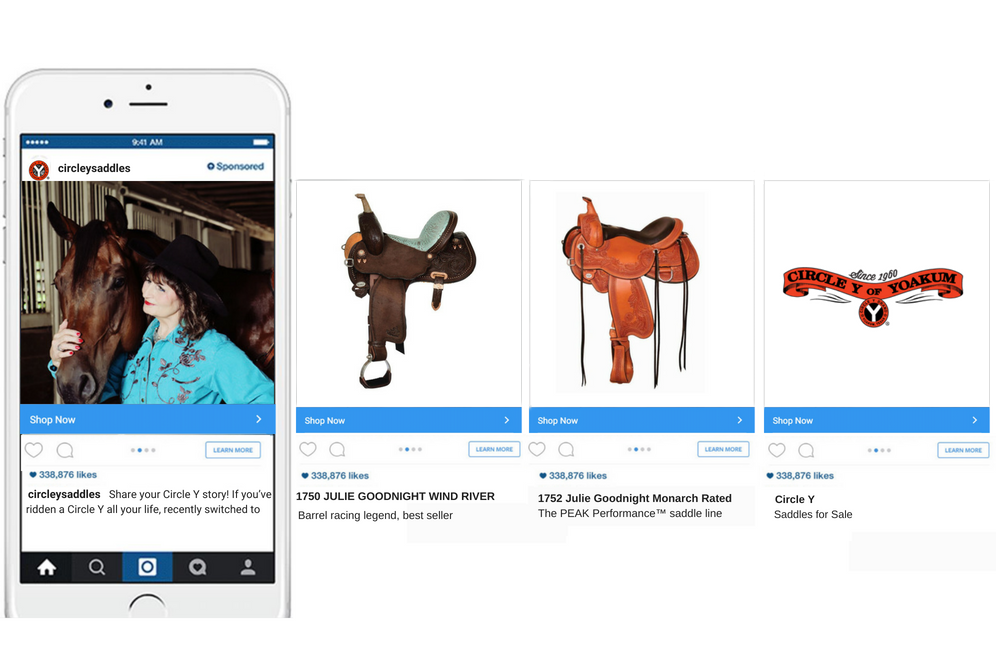 9:41 AM
circleysaddles
Sponsored
Shop Now
LEARN MORE
338,876 likes
circleysaddles Share your Circle Y story! If you've
ridden a Circle Y all your life, recently switched to
Shop Now
LEARN MORE
338,876 likes
1750 JULIE GOODNIGHT WIND RIVER
Barrel racing legend, best seller
Shop Now
LEARN MORE
338,876 likes
1752 Julie Goodnight Monarch Rated
The PEAK Performance™ saddle line
Since 1960
CIRCLE Y OF YOAKUM
Y
®
Shop Now
LEARN MORE
338,876 likes
Circle Y
Saddles for Sale